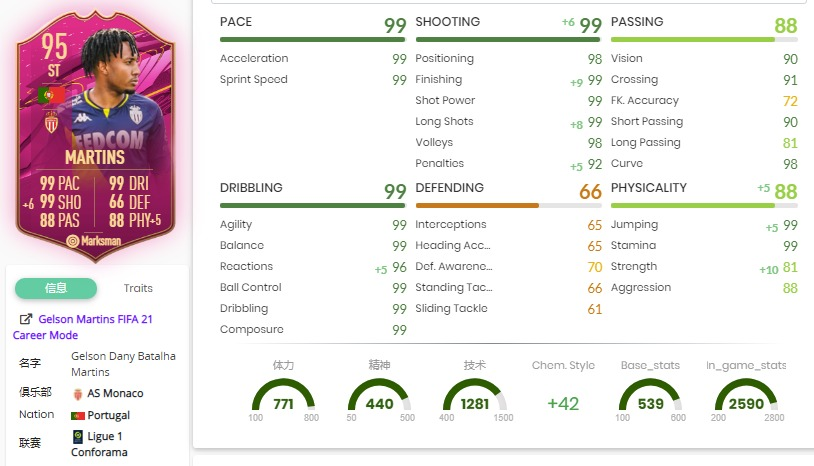 95
ST
FEDCOM
MARTINS
99 PAC 99 DRI
+6 99 SHO 66 DEF
88 PAS 88 PHY+5
Marksman
信息 Traits
Gelson Martins FIFA 21
Career Mode
名字 Gelson Dany Batalha
Martins
俱乐部 AS Monaco
Nation Portugal
联赛 Ligue 1
Conforama
PACE 99
Acceleration 99
Sprint Speed 99
SHOOTING +6 99
Positioning 98
Finishing +9 99
Shot Power 99
Long Shots +8 99
Volleys 98
Penalties +5 92
PASSING 88
Vision 90
Crossing 91
FK. Accuracy 72
Short Passing 90
Long Passing 81
Curve 98
DRIBBLING 99
Agility 99
Balance 99
Reactions +5 96
Ball Control 99
Dribbling 99
Composure 99
DEFENDING 66
Interceptions 65
Heading Acc... 65
Def. Awarene... 70
Standing Tac... 66
Sliding Tackle 61
PHYSICALITY +5 88
Jumping +5 99
Stamina 99
Strength +10 81
Aggression 88
体力 精神 技术 Chem. Style Base_stats In_game_stats
771 440 1281 +42 539 2590
100 800 50 500 400 1500 100 600 200 2800